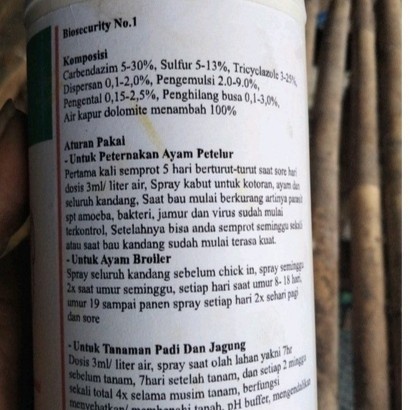 Biosecurity No.1
Komposisi
Carbendazim 5-30%, Sulfur 5-13%, Tricyclazole 3-25%,
Dispersan 0,1-2,0%, Pengemulsi 2.0-9.0%,
Pengental 0,15-2,5%, Penghilang busa 0,1-3,0%,
Air kapur dolomite menambah 100%
Aturan Pakai
- Untuk Peternakan Ayam Petelur
Pertama kali semprot 5 hari berturut-turut saat sore hari
dosis 3ml/ liter air, Spray kabut untuk kotoran, ayam dan
seluruh kandang, Saat bau mulai berkurang artinya parasit
spt amoeba, bakteri, jamur dan virus sudah mulai
terkontrol, Setelahnya bisa anda semprot seminggu sekali
atau saat bau kandang sudah mulai terasa kuat.
- Untuk Ayam Broiler
Spray seluruh kandang sebelum chick in, spray seminggu
2x saat umur seminggu, setiap hari saat umur 8- 18 hari,
umur 19 sampai panen spray setiap hari 2x sehari pagi
dan sore
- Untuk Tanaman Padi Dan Jagung
Dosis 3ml/ liter air, spray saat olah lahan yakni 7hr
sebelum tanam, 7hari setelah tanam, dan setiap 2 minggu
sekali total 4x selama musim tanam, berfungsi
menyehatkan/ tanah, pH buffer, mengendalikan